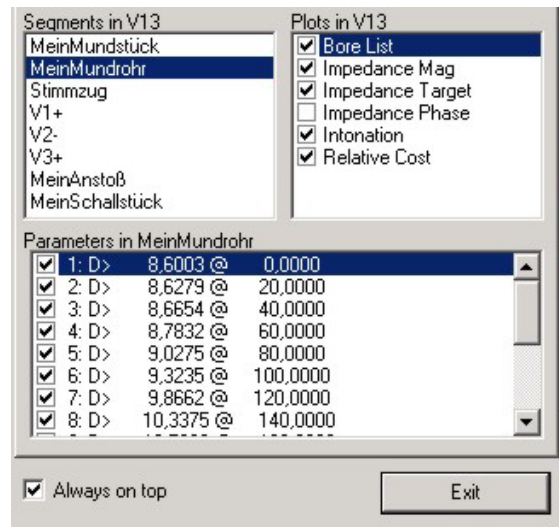 Segments in V13
MeinMundstück
MeinMundrohr
Stimmzug
V1+
V2-
V3+
MeinAnstoß
MeinSchallstück
Plots in V13
Bore List
Impedance Mag
Impedance Target
Impedance Phase
Intonation
Relative Cost
Parameters in MeinMundrohr
1: D> 8,6003 @ 0,0000
2: D> 8,6279 @ 20,0000
3: D> 8,6654 @ 40,0000
4: D> 8,7832 @ 60,0000
5: D> 9,0275 @ 80,0000
6: D> 9,3235 @ 100,0000
7: D> 9,8662 @ 120,0000
8: D> 10,3375 @ 140,0000
Always on top
Exit